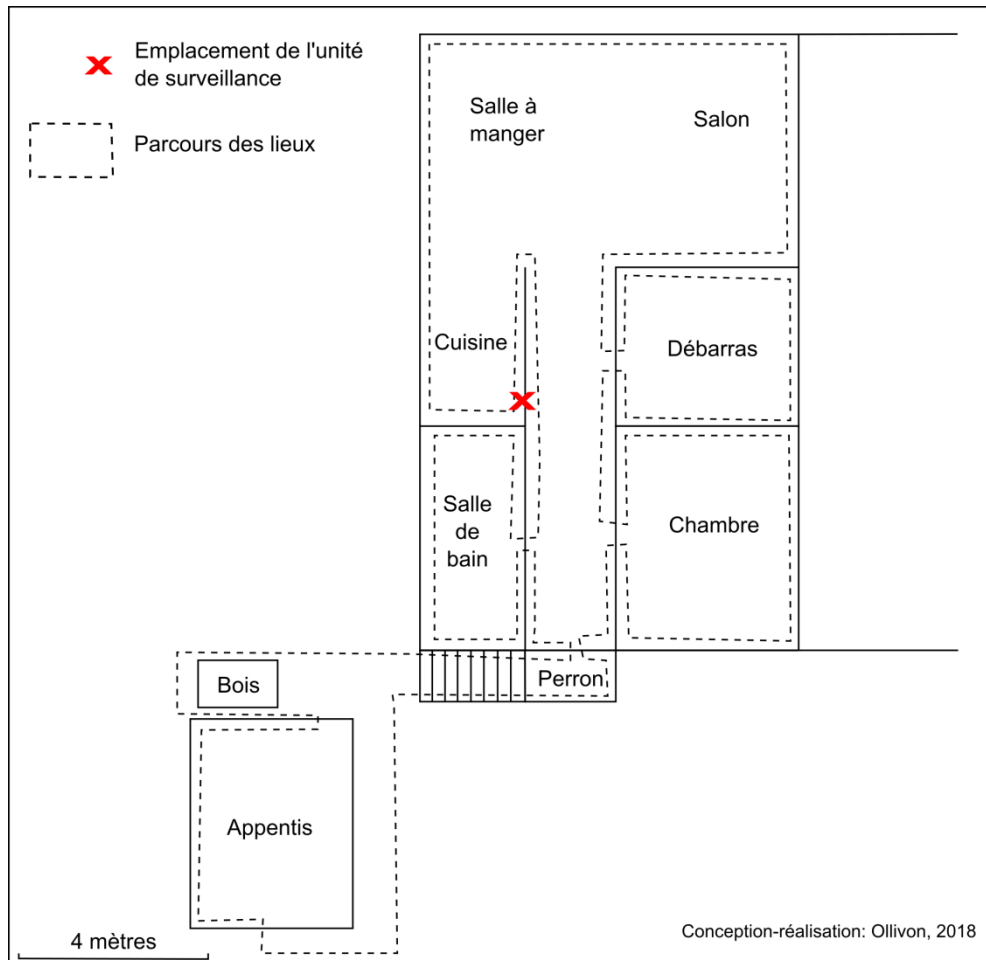 Emplacement de l'unité
de surveillance
Parcours des lieux
Salle à
manger
Salon
Cuisine
Débarras
Salle
de
bain
Chambre
Bois
Perron
Appentis
4 mètres
Conception-réalisation: Ollivon, 2018